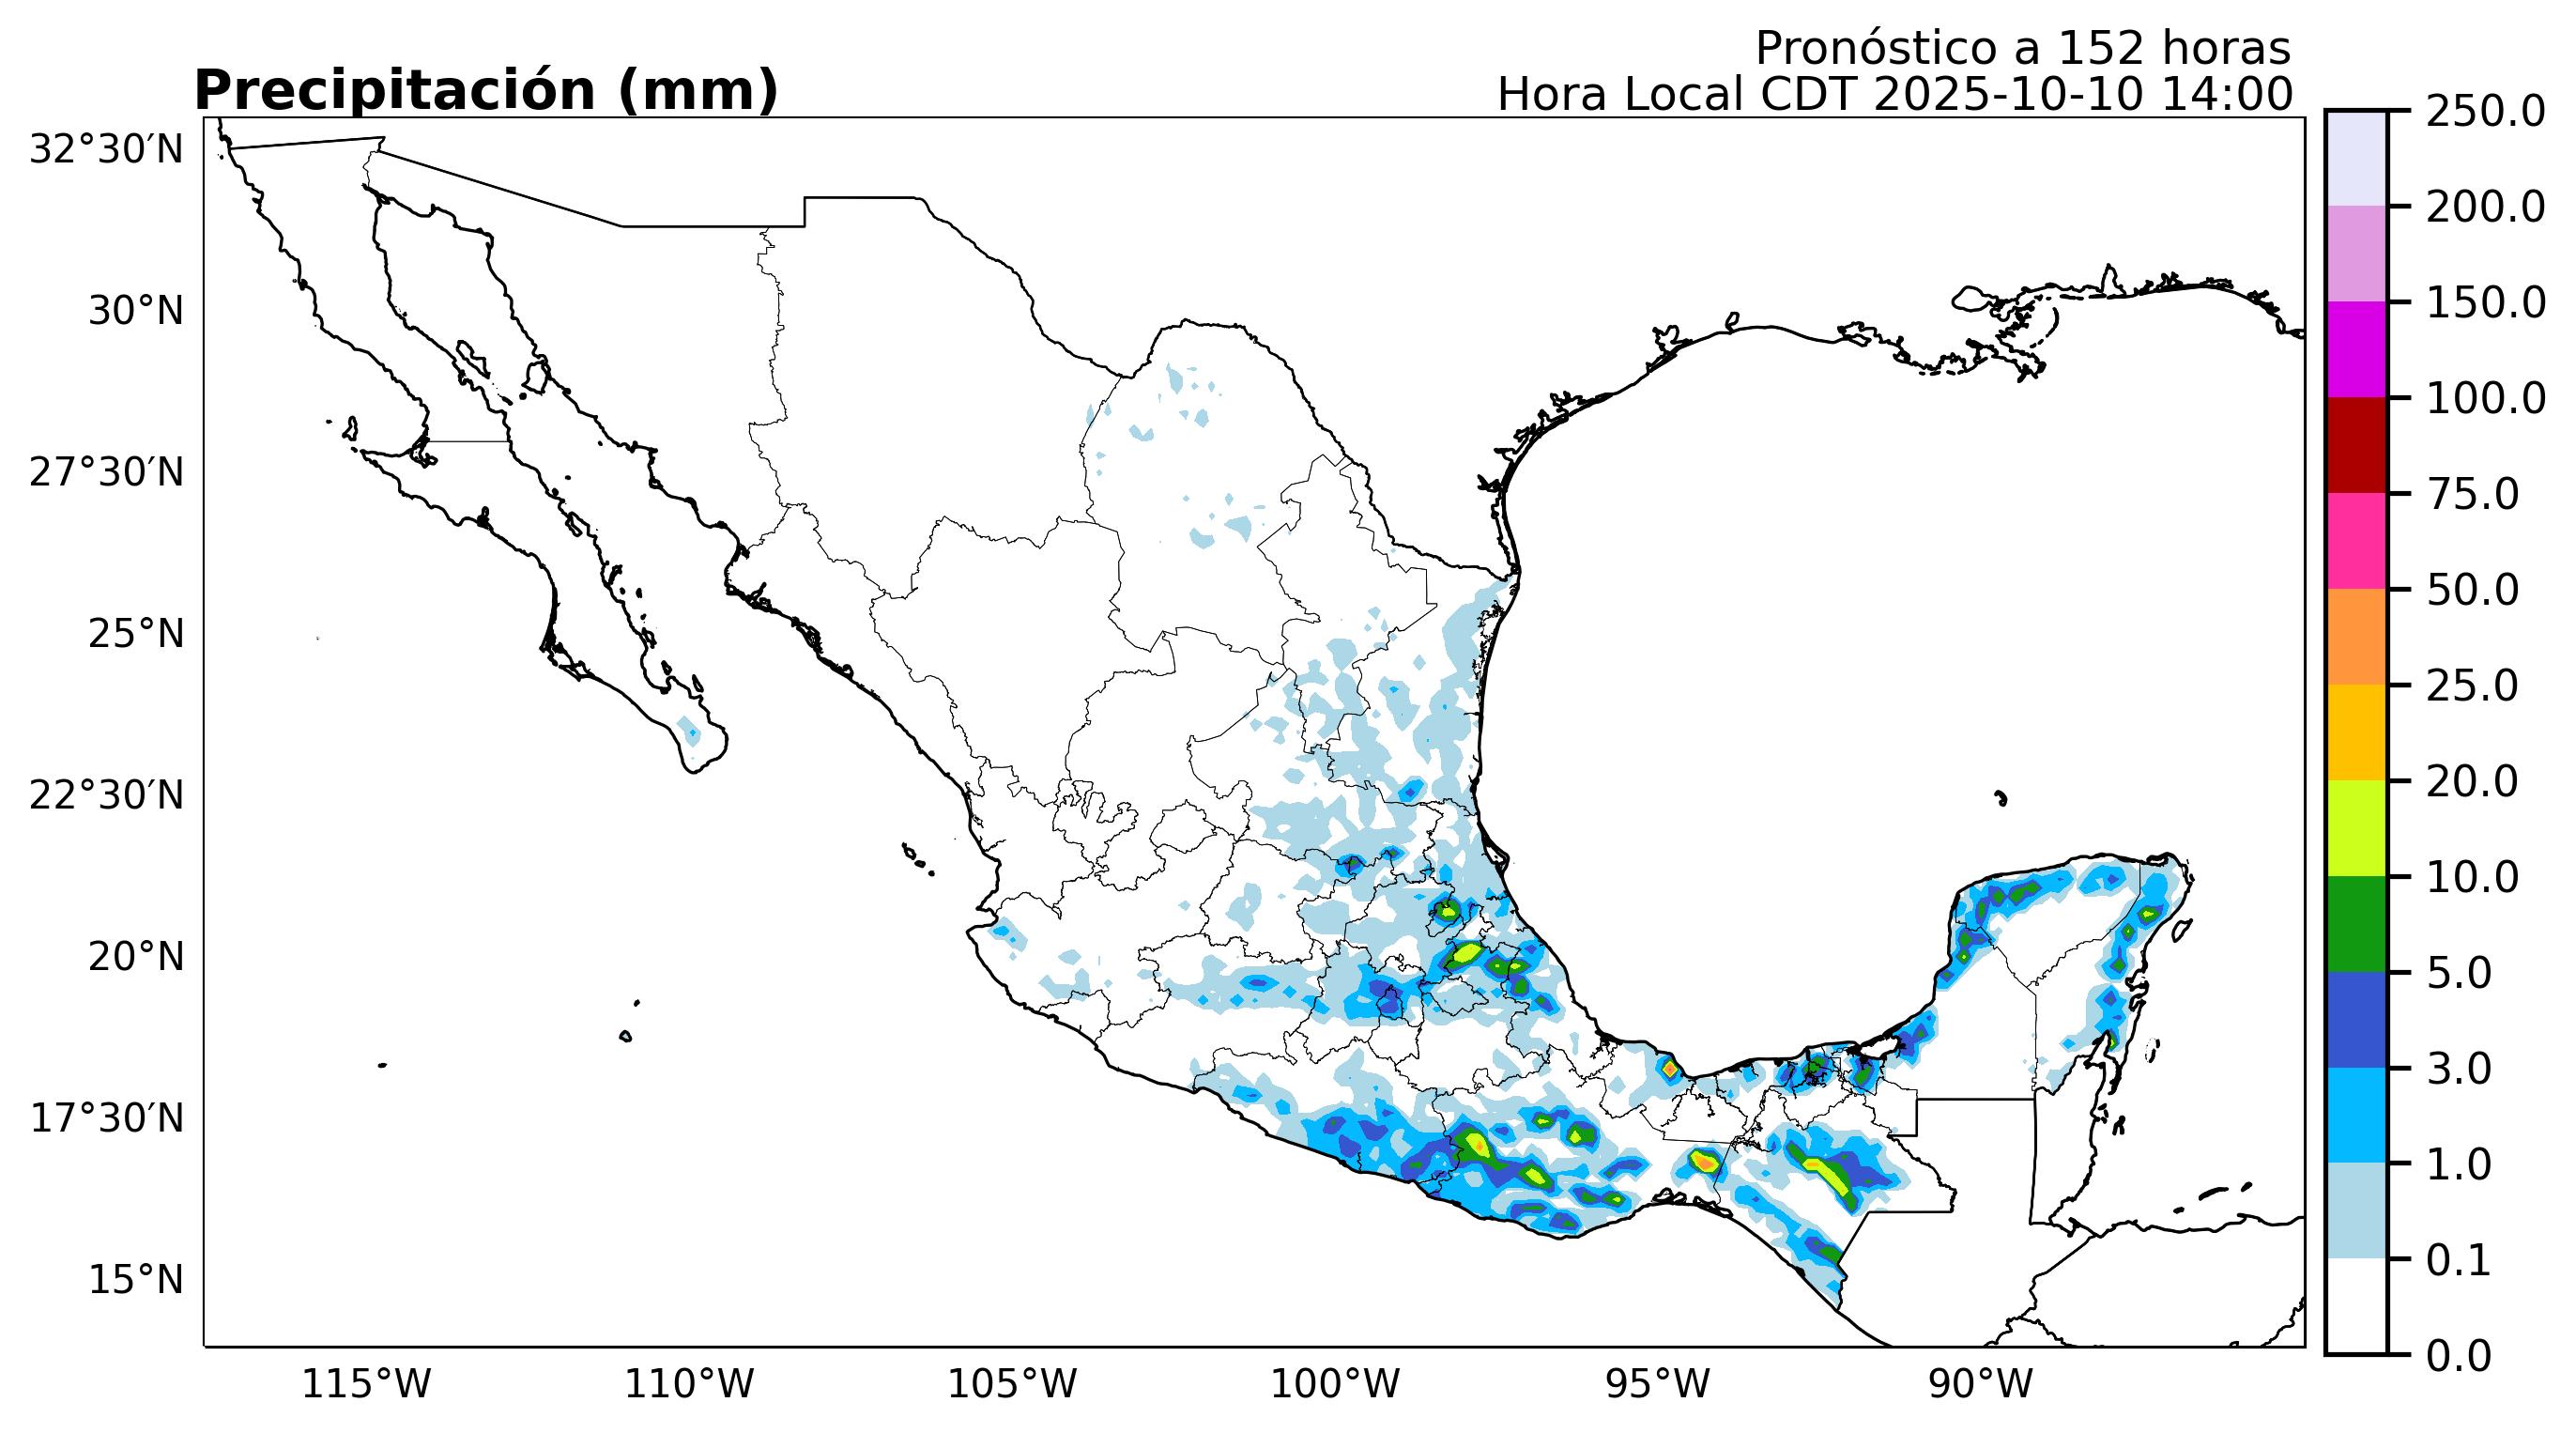 Pronóstico a 152 horas
Precipitación (mm)
Hora Local CDT 2025-10-10 14:00
32°30′N
30°N
27°30′N
25°N
22°30′N
20°N
17°30′N
15°N
115°W
110°W
105°W
100°W
95°W
90°W
250.0
200.0
150.0
100.0
75.0
50.0
25.0
20.0
10.0
5.0
3.0
1.0
0.1
0.0